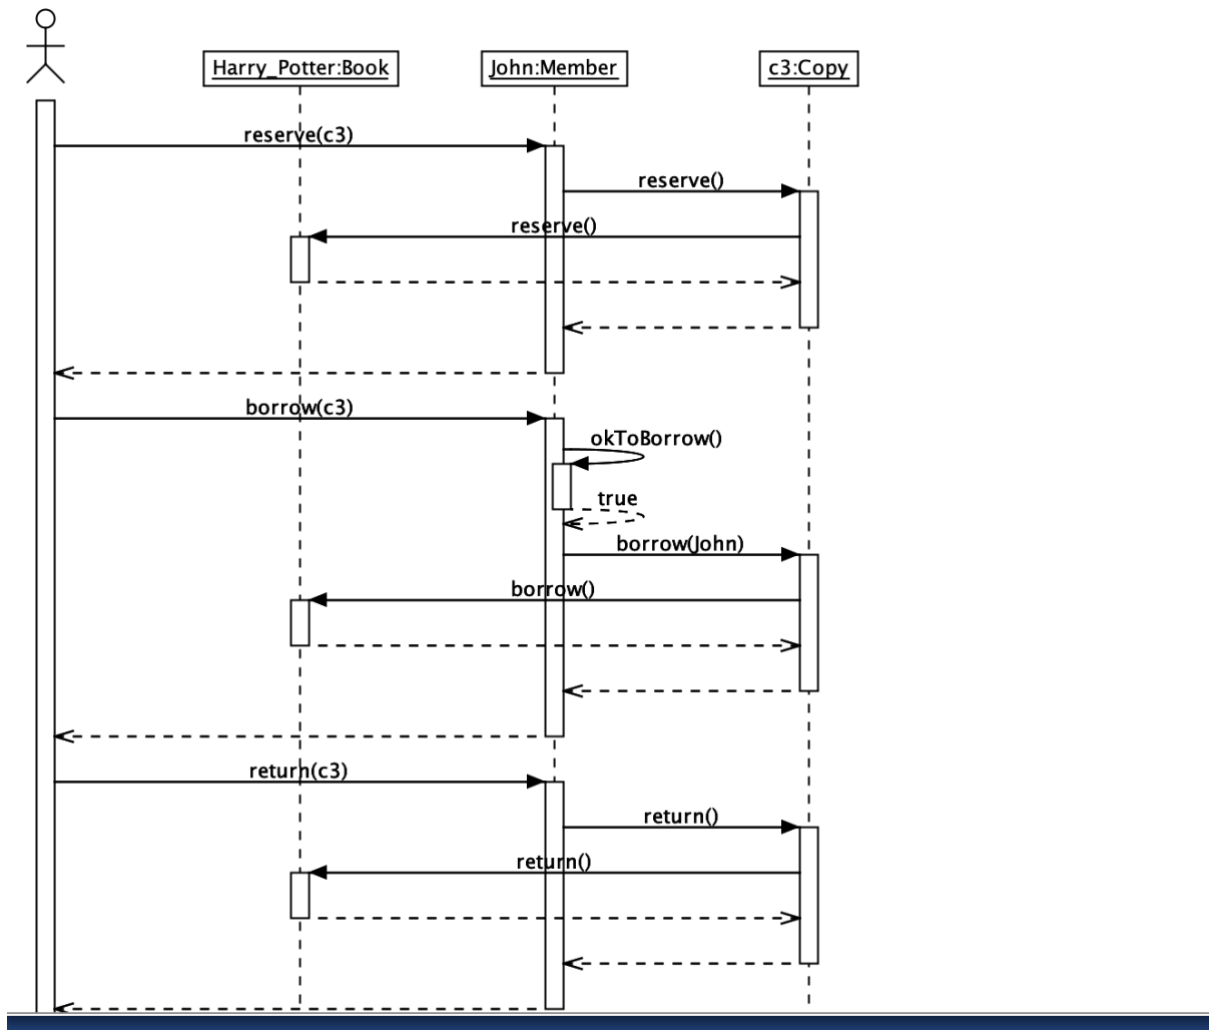 Harry_Potter:Book
John:Member
c3:Copy
reserve(c3)
reserve()
reserve()
borrow(c3)
okToBorrow()
true
borrow(John)
borrow()
return(c3)
return()
return()